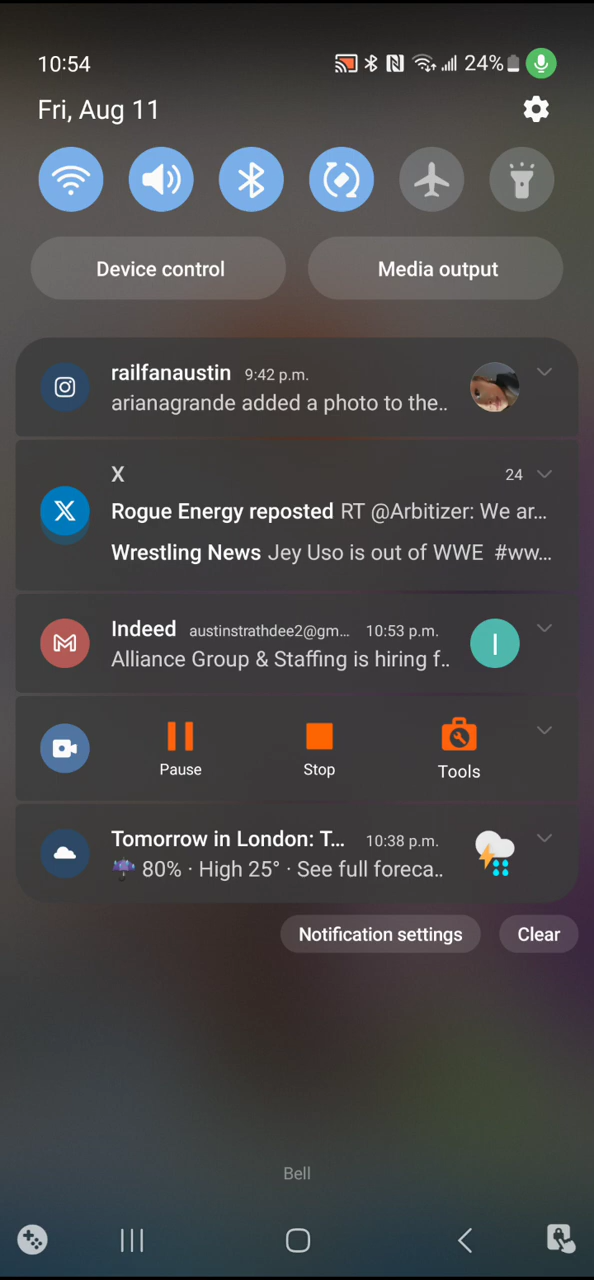 10:54
24%
Fri, Aug 11
Device control
Media output
railfanaustin 9:42 p.m.
arianagrande added a photo to the..
X 24
Rogue Energy reposted RT @Arbitizer: We ar...
Wrestling News Jey Uso is out of WWE #ww...
Indeed austinstrathdee2@gm... 10:53 p.m.
Alliance Group & Staffing is hiring f..
I
Pause
Stop
Tools
Tomorrow in London: T... 10:38 p.m.
80% · High 25° · See full foreca..
Notification settings
Clear
Bell